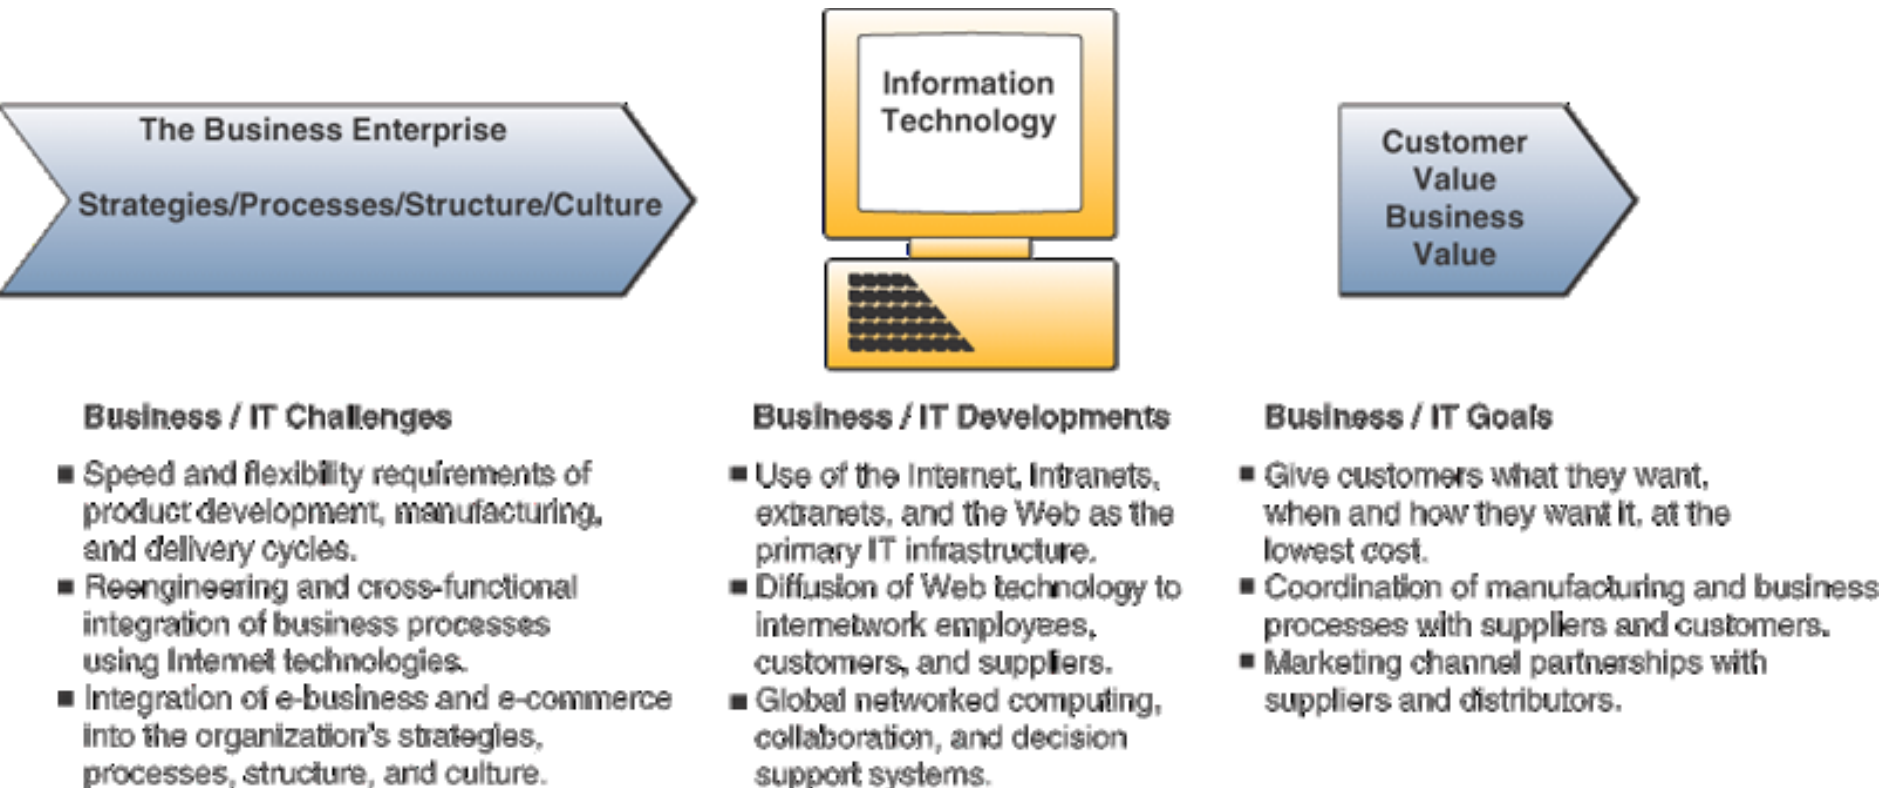 The Business Enterprise
Strategies/Processes/Structure/Culture
Information
Technology
Customer
Value
Business
Value
Business / IT Challenges
■ Speed and flexibility requirements of
product development, manufacturing,
and delivery cycles.
■ Reengineering and cross-functional
integration of business processes
using Internet technologies.
■ Integration of e-business and e-commerce
into the organization's strategies,
processes, structure, and culture.
Business / IT Developments
■ Use of the Internet, intranets,
extranets, and the Web as the
primary IT infrastructure.
■ Diffusion of Web technology to
internetwork employees,
customers, and suppliers.
■ Global networked computing,
collaboration, and decision
support systems.
Business / IT Goals
■ Give customers what they want,
when and how they want it, at the
lowest cost.
■ Coordination of manufacturing and business
processes with suppliers and customers.
■ Marketing channel partnerships with
suppliers and distributors.